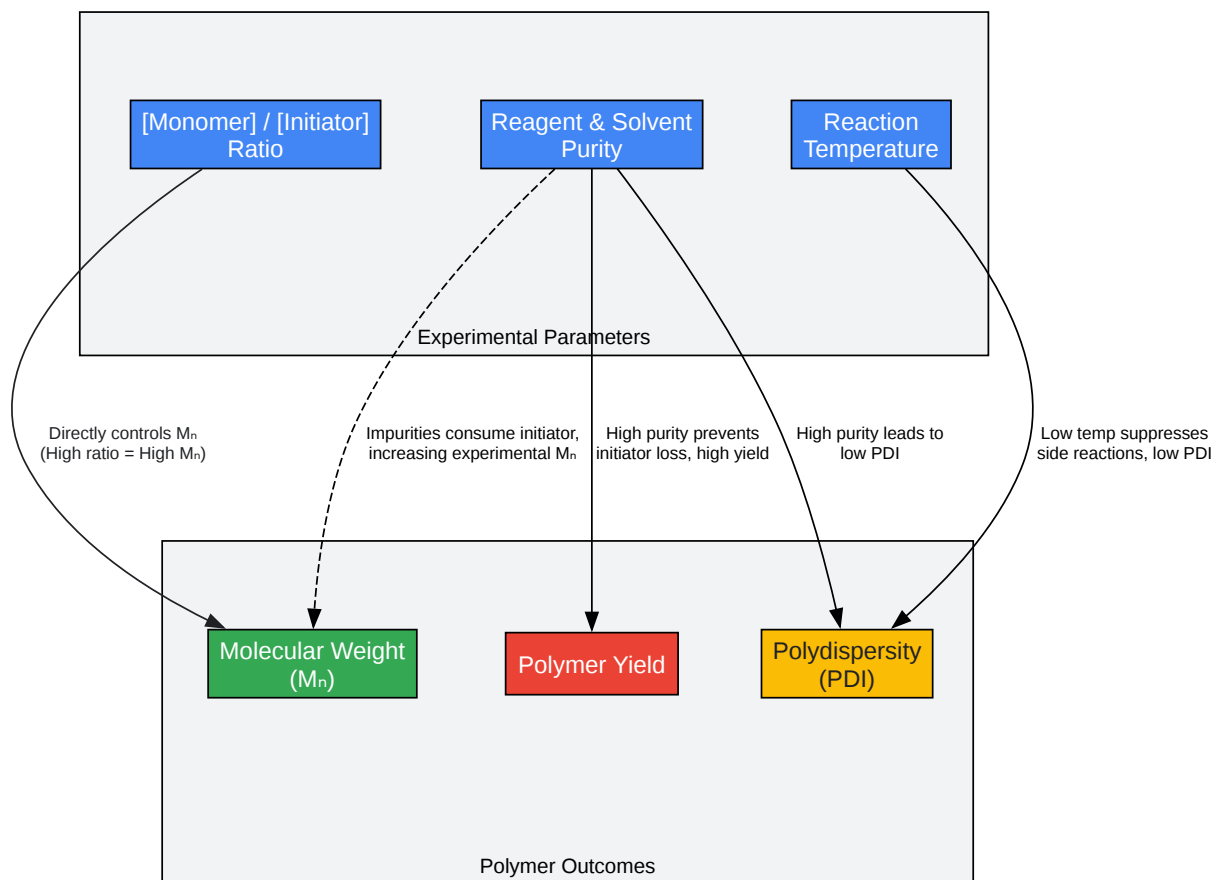 [Monomer] / [Initiator]
Ratio
Reagent & Solvent
Purity
Reaction
Temperature
Experimental Parameters
Directly controls Mₙ
(High ratio = High Mₙ)
Impurities consume initiator,
increasing experimental Mₙ
High purity prevents
initiator loss, high yield
High purity leads to
low PDI
Low temp suppresses
side reactions, low PDI
Molecular Weight
(Mₙ)
Polymer Yield
Polydispersity
(PDI)
Polymer Outcomes